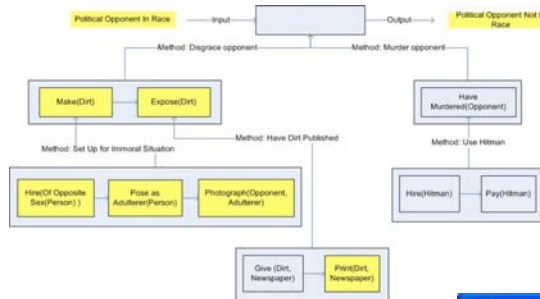 Political Opponent In Race
Input
Output
Political Opponent Not
Race
Method: Disgrace opponent
Method: Murder opponent
Make(Dirt)
Expose(Dirt)
Have
Murdered(Opponent)
Method: Have Dirt Published
Method: Set Up for Immoral Situation
Method: Use Hitman
Hire(Of Opposite
Sex(Person) )
Pose as
Adulterer(Person)
Photograph(Opponent,
Adulterer)
Hire(Hitman)
Pay(Hitman)
Give (Dirt,
Newspaper)
Print(Dirt,
Newspaper)